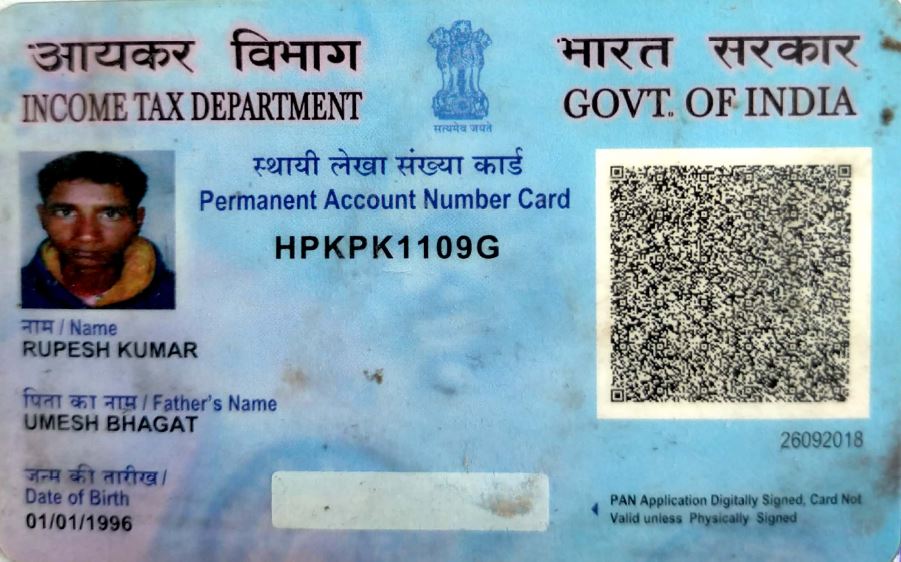 आयकर विभाग
INCOME TAX DEPARTMENT
सत्यमेव जयते
भारत सरकार
GOVT. OF INDIA
स्थायी लेखा संख्या कार्ड
Permanent Account Number Card
HPKPK1109G
नाम / Name
RUPESH KUMAR
पिता का नाम / Father's Name
UMESH BHAGAT
जन्म की तारीख /
Date of Birth
01/01/1996
26092018
PAN Application Digitally Signed, Card Not
Valid unless Physically Signed